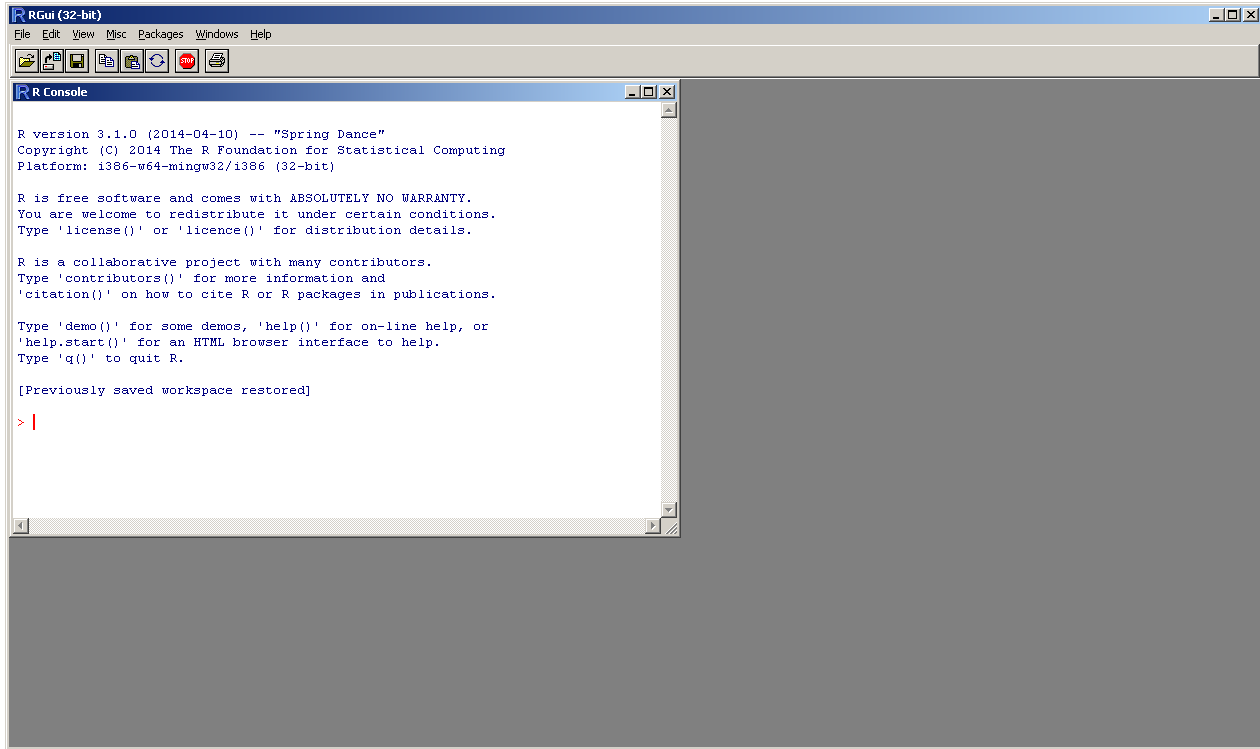 RGui (32-bit)
File Edit View Misc Packages Windows Help
STOP
R Console
R version 3.1.0 (2014-04-10) -- "Spring Dance"
Copyright (C) 2014 The R Foundation for Statistical Computing
Platform: i386-w64-mingw32/i386 (32-bit)
R is free software and comes with ABSOLUTELY NO WARRANTY.
You are welcome to redistribute it under certain conditions.
Type 'license()' or 'licence()' for distribution details.
R is a collaborative project with many contributors.
Type 'contributors()' for more information and
'citation()' on how to cite R or R packages in publications.
Type 'demo()' for some demos, 'help()' for on-line help, or
'help.start()' for an HTML browser interface to help.
Type 'q()' to quit R.
[Previously saved workspace restored]
>